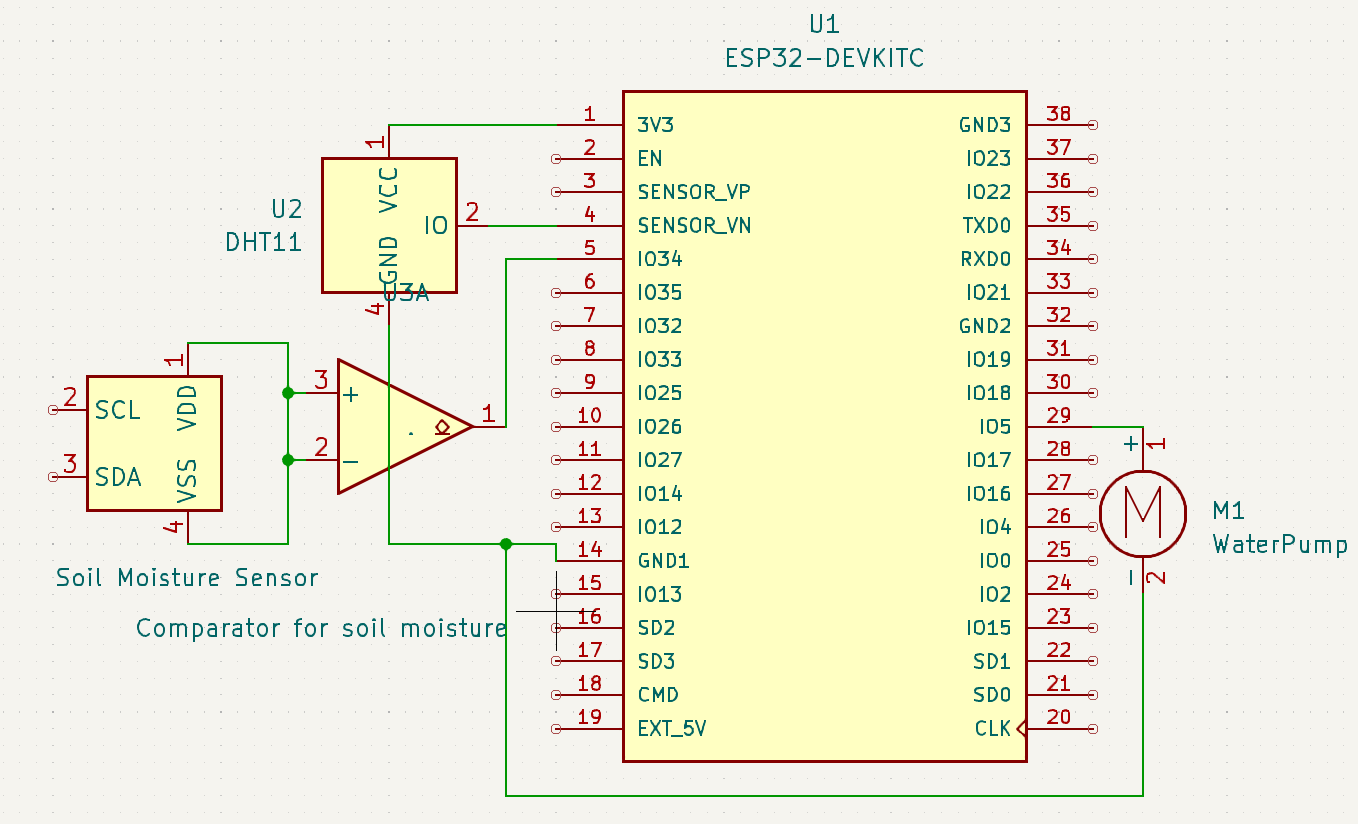 U1
ESP32-DEVKITC
1 3V3
2 EN
3 SENSOR_VP
4 SENSOR_VN
5 IO34
6 IO35
7 IO32
8 IO33
9 IO25
10 IO26
11 IO27
12 IO14
13 IO12
14 GND1
15 IO13
16 SD2
17 SD3
18 CMD
19 EXT_5V
GND3 38
IO23 37
IO22 36
TXD0 35
RXD0 34
IO21 33
GND2 32
IO19 31
IO18 30
IO5 29
IO17 28
IO16 27
IO4 26
IO0 25
IO2 24
IO15 23
SD1 22
SD0 21
CLK 20
U2
DHT11
1
VCC
IO 2
GND
4
U3A
3 +
2 −
1
1
VDD
2 SCL
3 SDA
VSS
4
Soil Moisture Sensor
Comparator for soil moisture
+ 1
M
− 2
M1
WaterPump